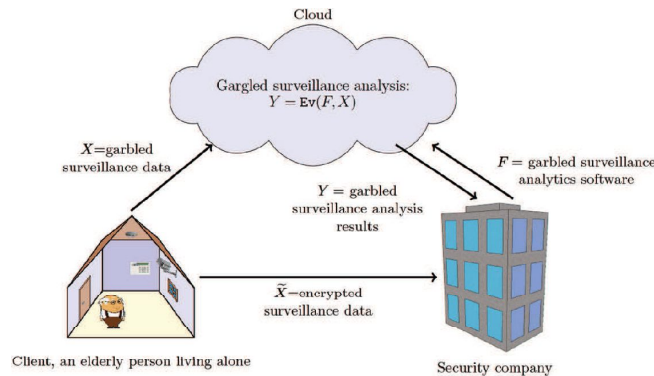 Cloud
Gargled surveillance analysis:
Y = Ev(F, X)
X=garbled
surveillance data
F = garbled surveillance
analytics software
Y = garbled
surveillance analysis
results
X̃=encrypted
surveillance data
Client, an elderly person living alone
Security company